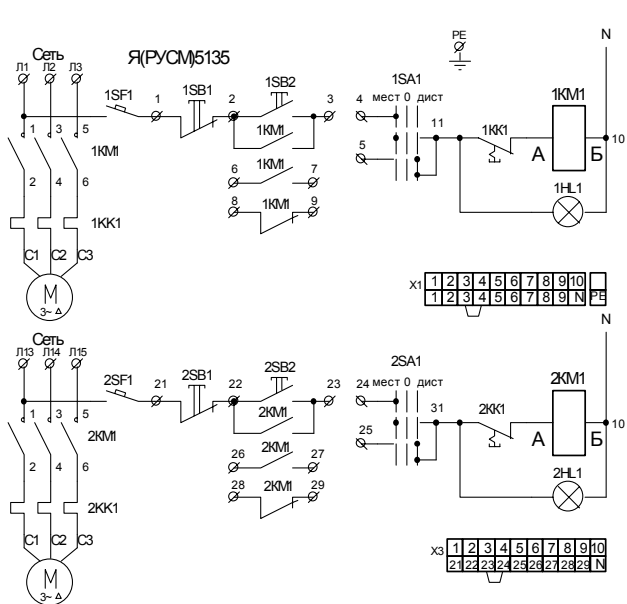 Сеть Я(РУСМ)5135 PE N
Л1 Л2 Л3
1SF1 1 1SB1 2 1SB2 3 4 1SA1 1KM1
мест 0 дист
1 3 5 1KM1 1KM1 5 11 1KK1 А Б 10
2 4 6 6 1KM1 7
8 1KM1 9 1HL1
1KK1
C1 C2 C3
M
3~ Δ
X1 1 2 3 4 5 6 7 8 9 10
1 2 3 4 5 6 7 8 9 N PE
Сеть N
Л13 Л14 Л15
2SF1 21 2SB1 22 2SB2 23 24 2SA1 2KM1
мест 0 дист
1 3 5 2KM1 2KM1 25 31 2KK1 А Б 10
2 4 6 26 2KM1 27
28 2KM1 29 2HL1
2KK1
C1 C2 C3
M
3~ Δ
X3 1 2 3 4 5 6 7 8 9 10
21 22 23 24 25 26 27 28 29 N